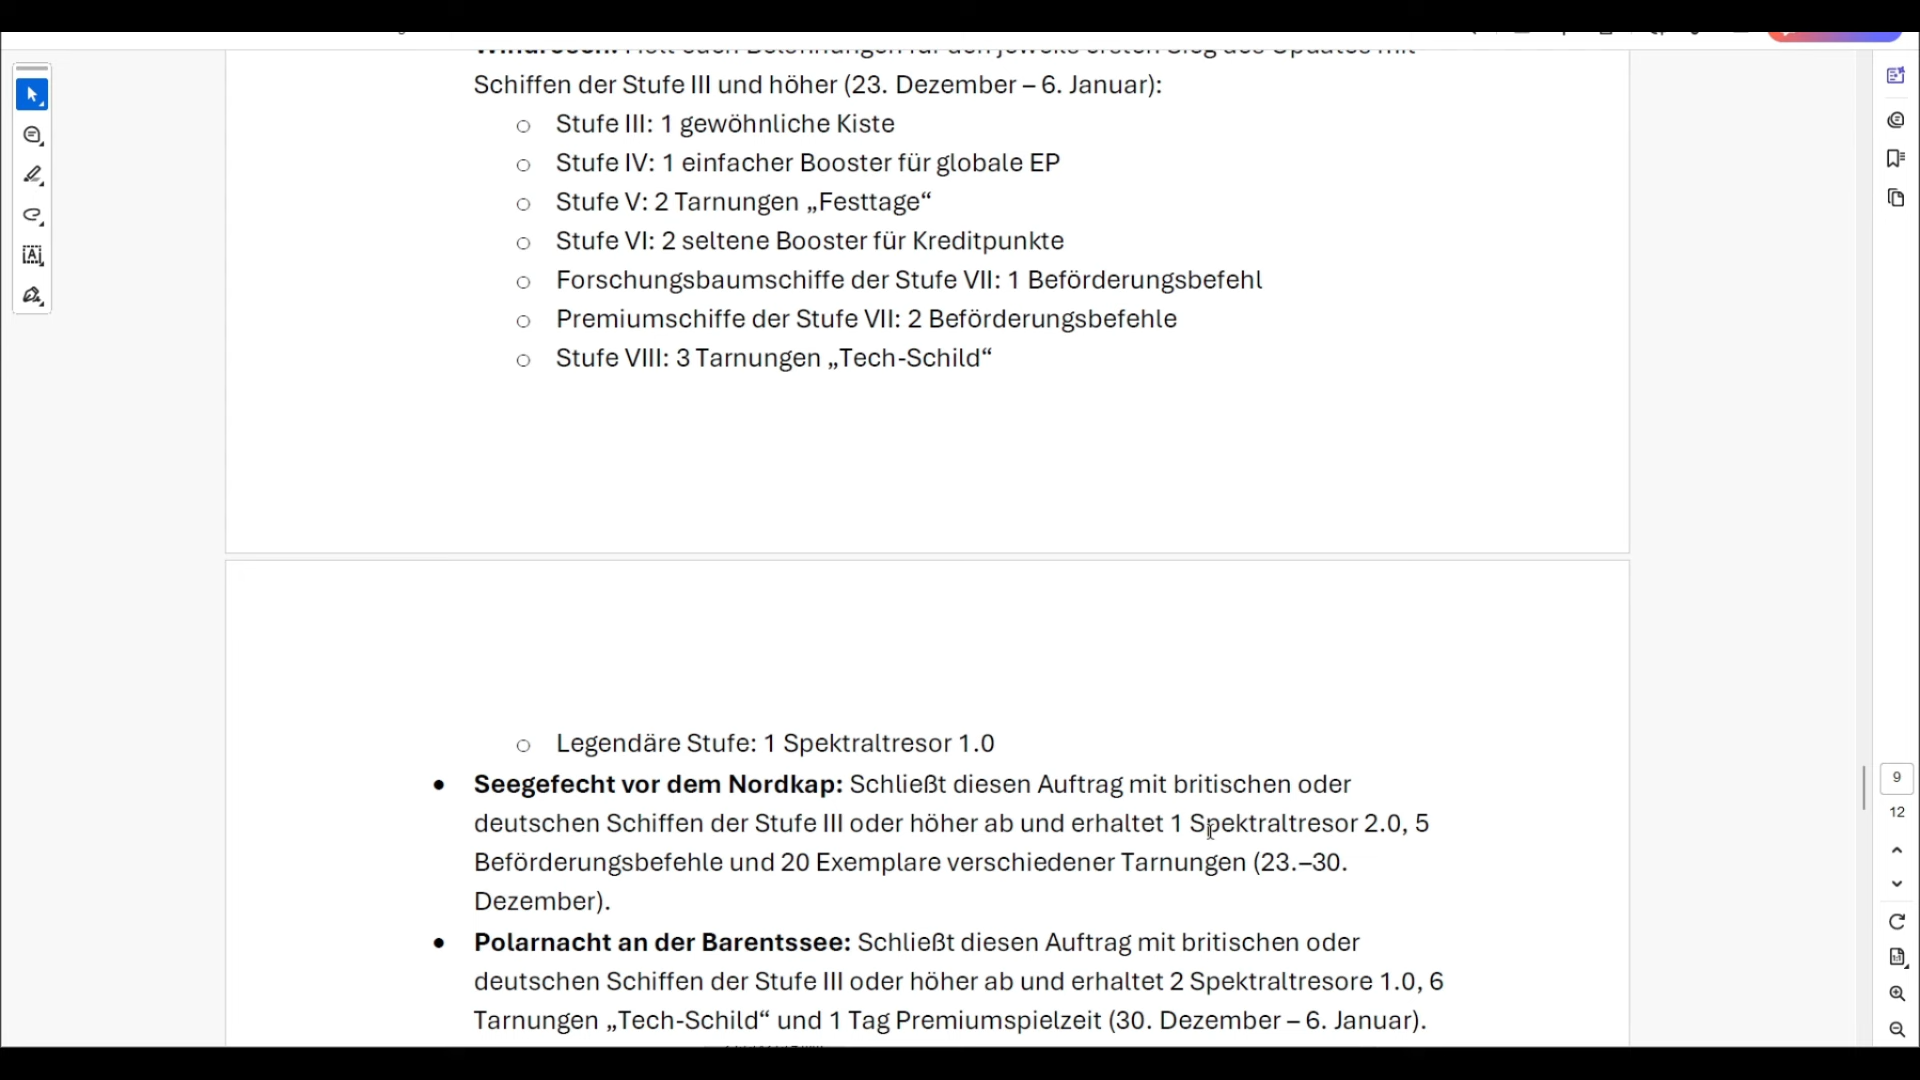 Schiffen der Stufe III und höher (23. Dezember – 6. Januar):
○ Stufe III: 1 gewöhnliche Kiste
○ Stufe IV: 1 einfacher Booster für globale EP
○ Stufe V: 2 Tarnungen „Festtage“
○ Stufe VI: 2 seltene Booster für Kreditpunkte
○ Forschungsbaumschiffe der Stufe VII: 1 Beförderungsbefehl
○ Premiumschiffe der Stufe VII: 2 Beförderungsbefehle
○ Stufe VIII: 3 Tarnungen „Tech-Schild“
○ Legendäre Stufe: 1 Spektraltresor 1.0
• Seegefecht vor dem Nordkap: Schließt diesen Auftrag mit britischen oder
deutschen Schiffen der Stufe III oder höher ab und erhaltet 1 Spektraltresor 2.0, 5
Beförderungsbefehle und 20 Exemplare verschiedener Tarnungen (23.–30.
Dezember).
• Polarnacht an der Barentssee: Schließt diesen Auftrag mit britischen oder
deutschen Schiffen der Stufe III oder höher ab und erhaltet 2 Spektraltresore 1.0, 6
Tarnungen „Tech-Schild“ und 1 Tag Premiumspielzeit (30. Dezember – 6. Januar).
9
12